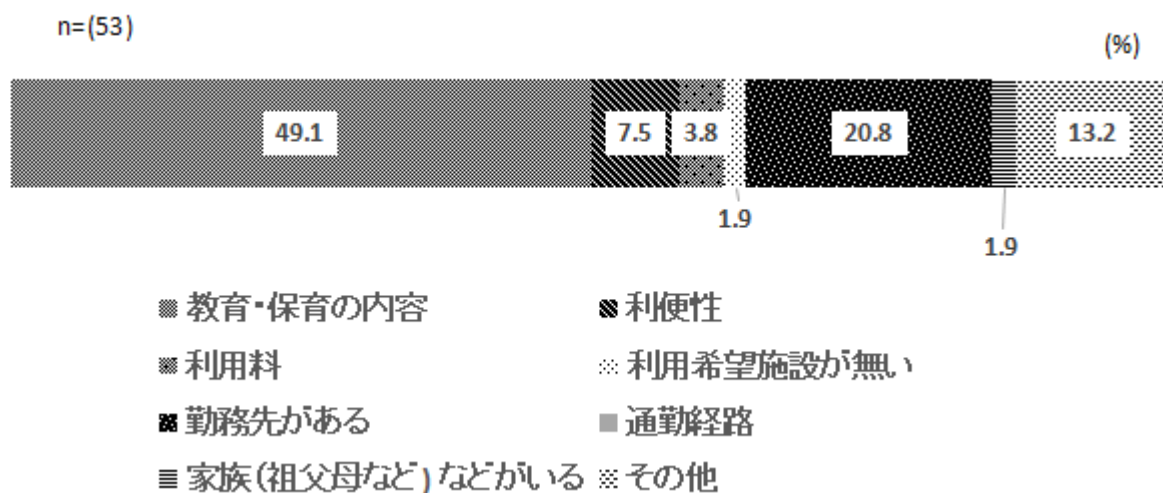 n=(53)
(%)
49.1 7.5 3.8 20.8 13.2
1.9
1.9
教育・保育の内容 利便性
利用料 利用希望施設が無い
勤務先がある 通勤経路
家族(祖父母など)などがいる その他